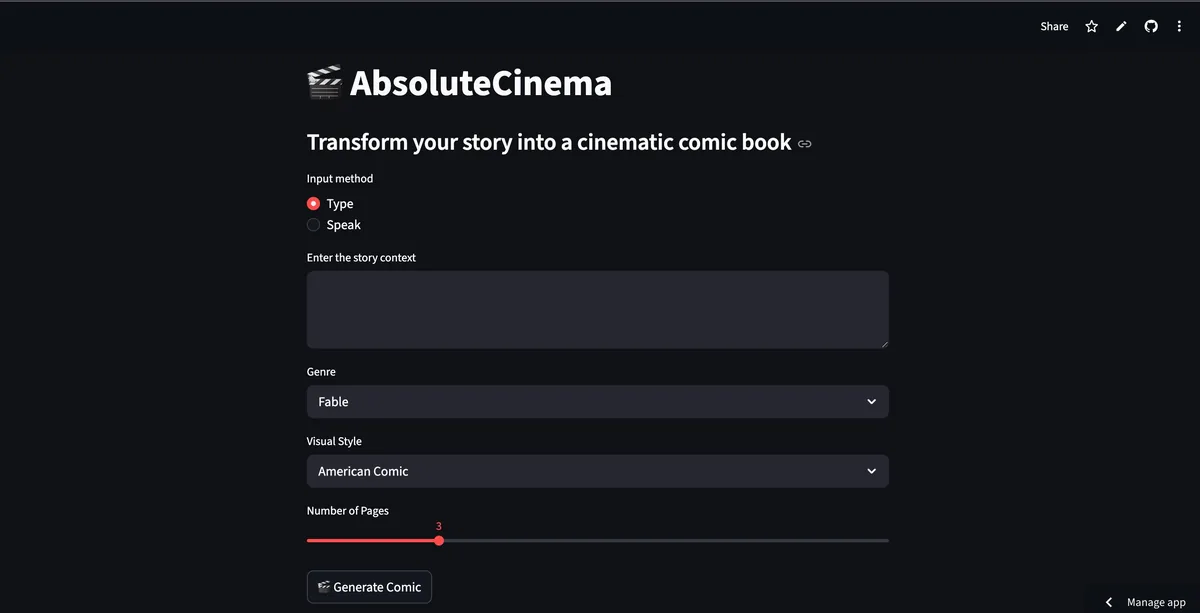 Share
AbsoluteCinema
Transform your story into a cinematic comic book
Input method
Type
Speak
Enter the story context
Genre
Fable
Visual Style
American Comic
Number of Pages
3
Generate Comic
Manage app